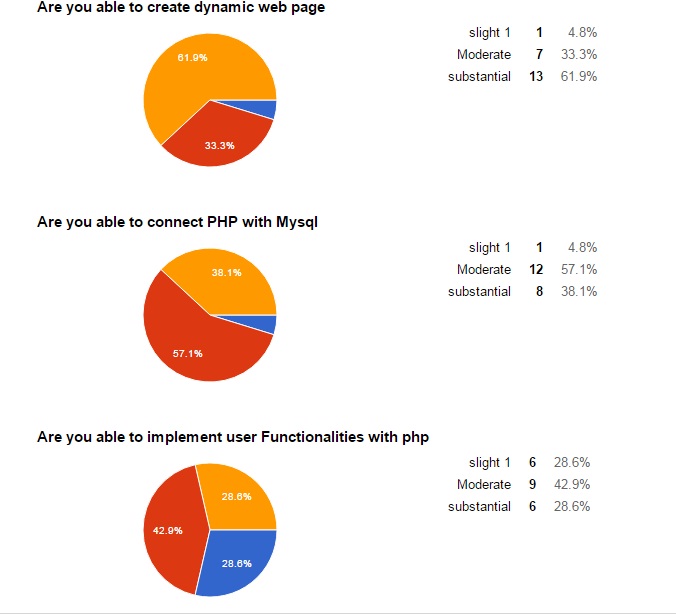 Are you able to create dynamic web page
slight 1 1 4.8%
Moderate 7 33.3%
substantial 13 61.9%
61.9%
33.3%
Are you able to connect PHP with Mysql
slight 1 1 4.8%
Moderate 12 57.1%
substantial 8 38.1%
38.1%
57.1%
Are you able to implement user Functionalities with php
slight 1 6 28.6%
Moderate 9 42.9%
substantial 6 28.6%
28.6%
42.9%
28.6%